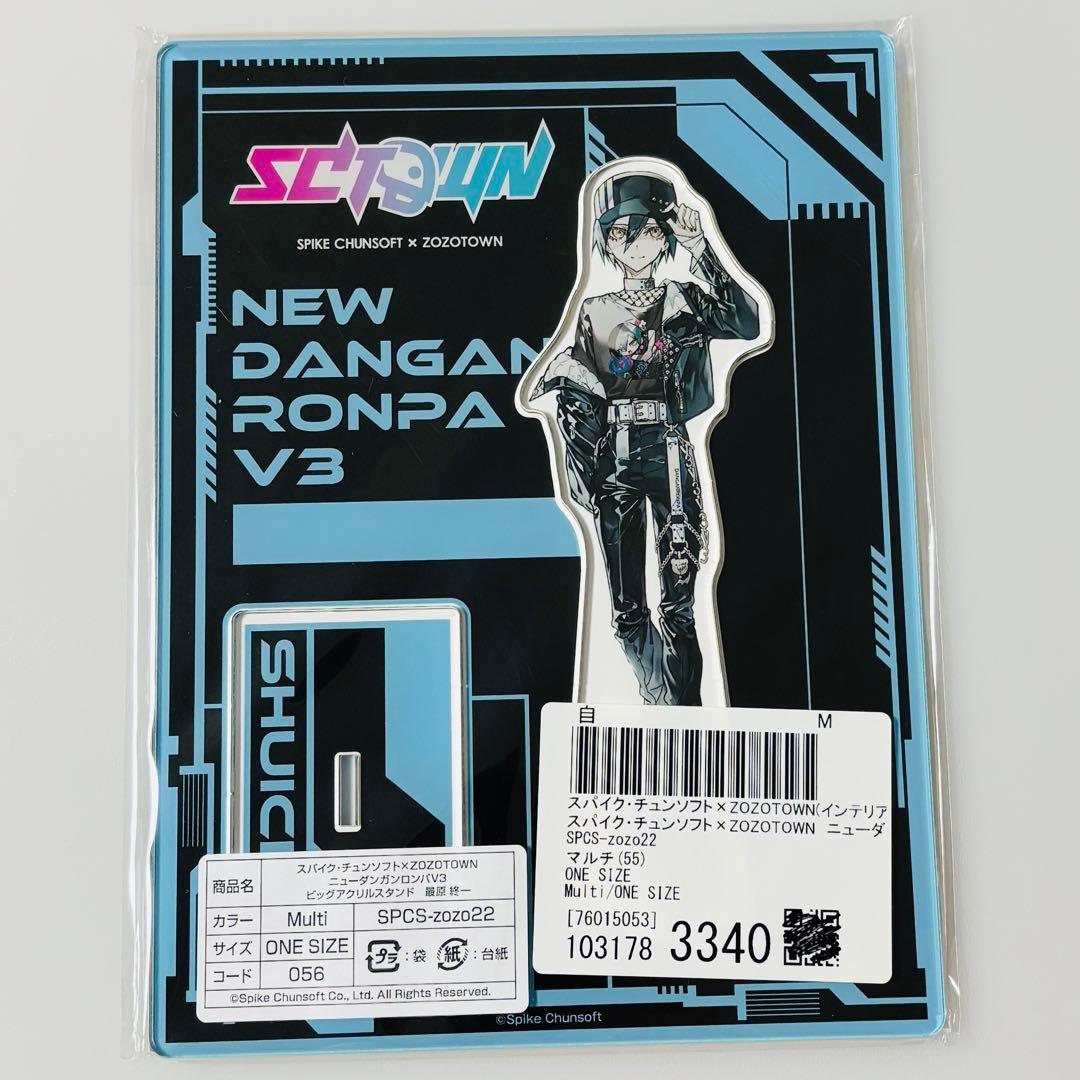 SCTOWN
SPIKE CHUNSOFT × ZOZOTOWN
NEW
DANGAN
RONPA
V3
SHUICI
DANGANRONPA
自 M
スパイク・チュンソフト×ZOZOTOWN(インテリア
スパイク・チュンソフト×ZOZOTOWN ニューダ
SPCS-zozo22
マルチ(55)
ONE SIZE
Multi/ONE SIZE
[76015053]
103178 3340
商品名 スパイク・チュンソフト×ZOZOTOWN
ニューダンガンロンパV3
ビッグアクリルスタンド 最原 終一
カラー Multi SPCS-zozo22
サイズ ONE SIZE プラ:袋 紙:台紙
コード 056
©Spike Chunsoft Co., Ltd. All Rights Reserved.
©Spike Chunsoft